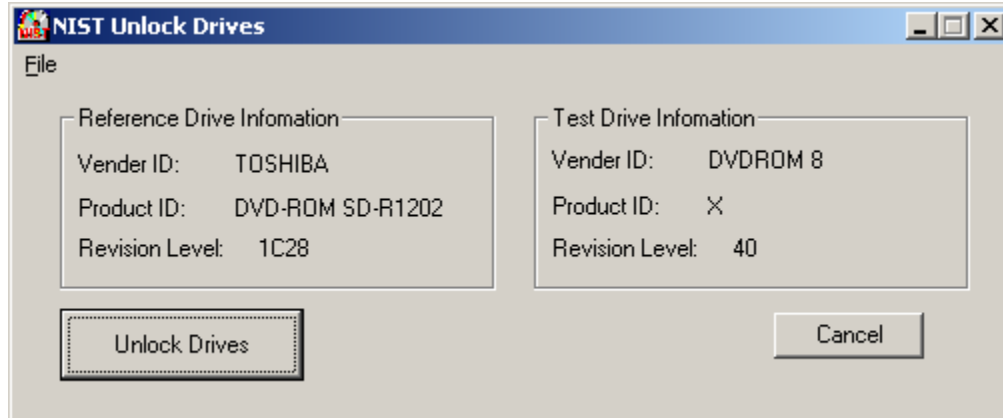 NIST Unlock Drives
File
Reference Drive Infomation
Vender ID: TOSHIBA
Product ID: DVD-ROM SD-R1202
Revision Level: 1C28
Test Drive Infomation
Vender ID: DVDROM 8
Product ID: X
Revision Level: 40
Unlock Drives
Cancel